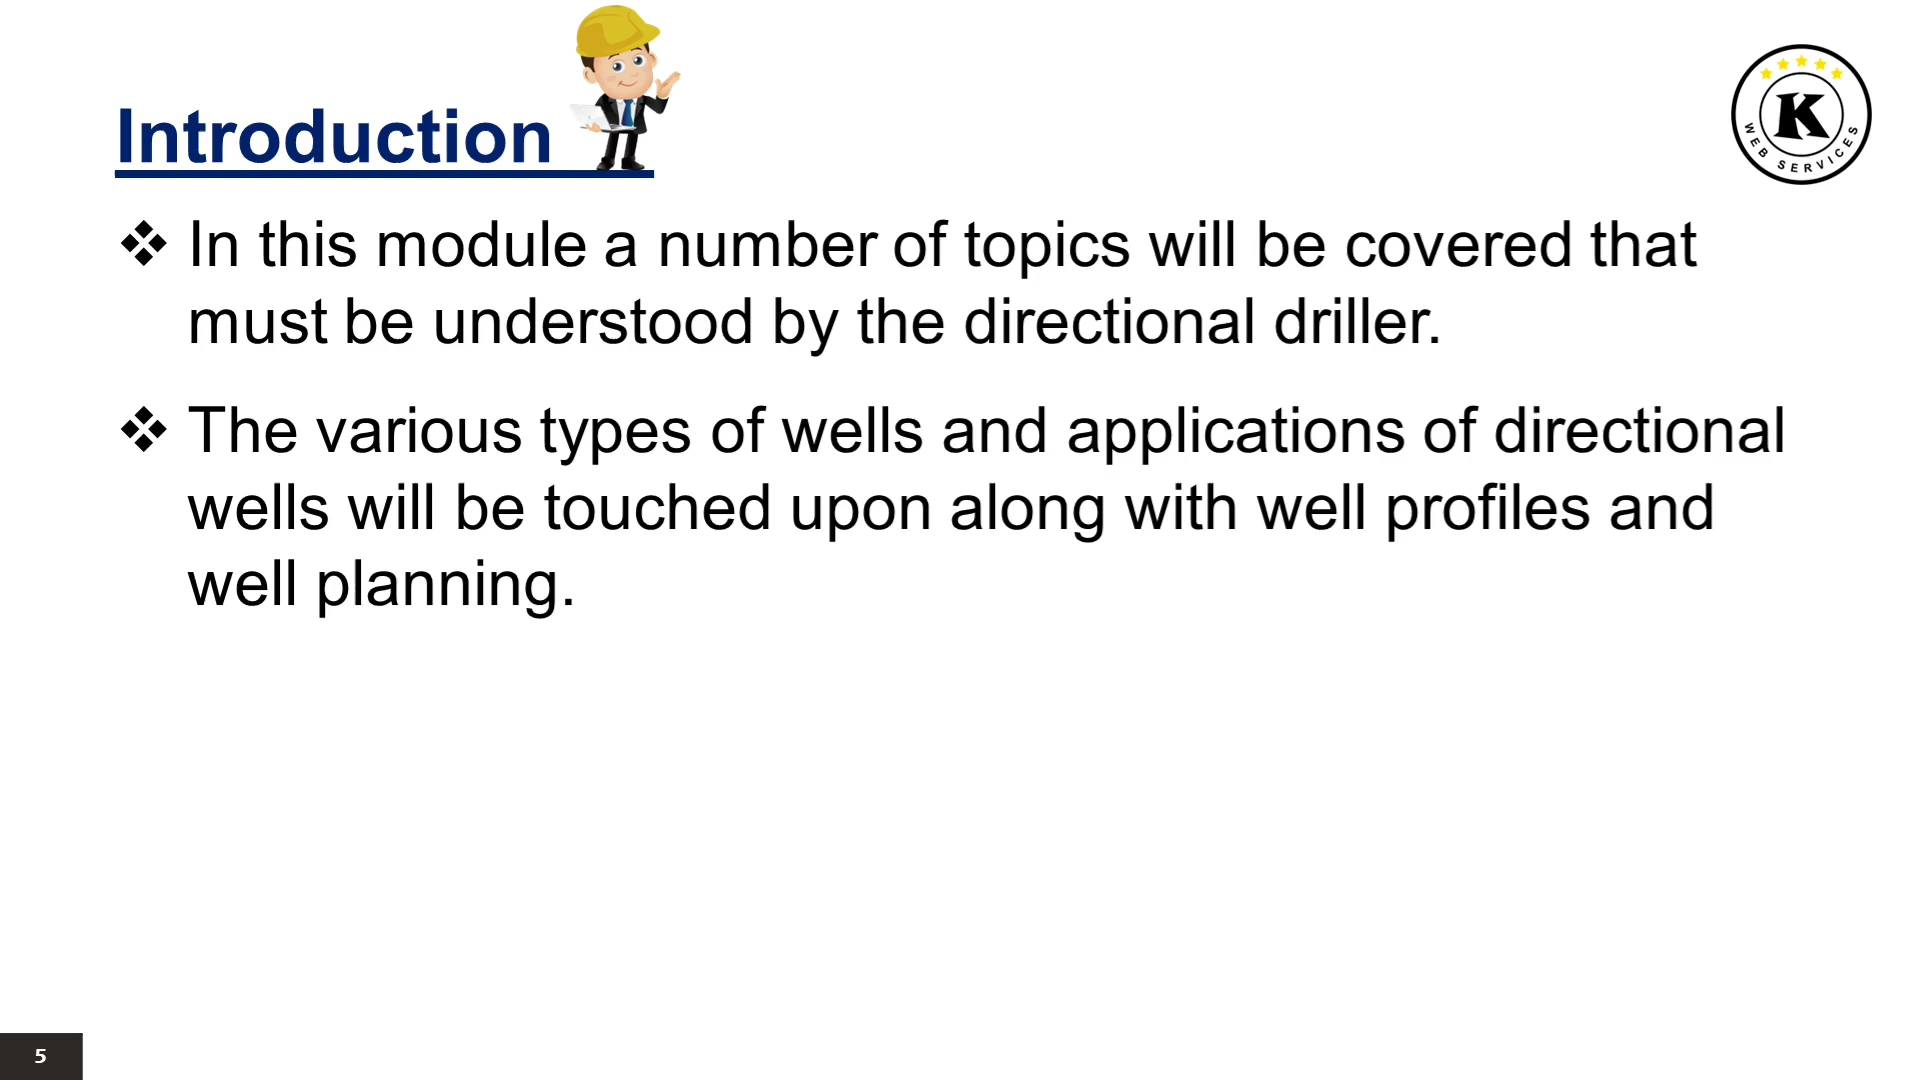 Introduction
K
WEB SERVICES
❖ In this module a number of topics will be covered that
must be understood by the directional driller.
❖ The various types of wells and applications of directional
wells will be touched upon along with well profiles and
well planning.
5